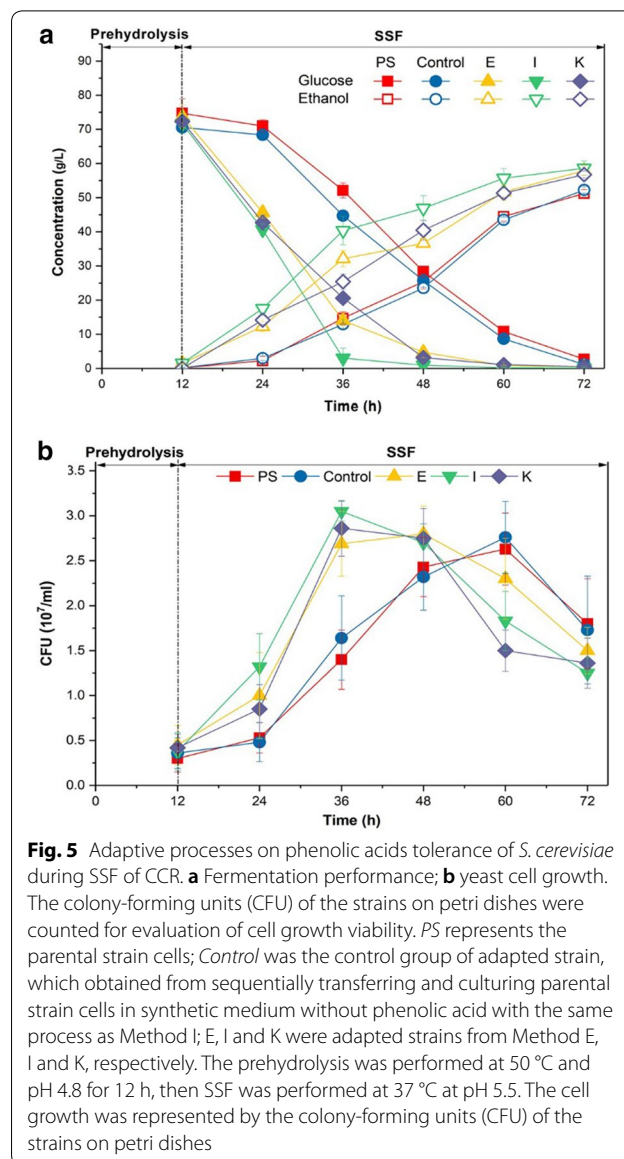 a
Prehydrolysis
SSF
PS Control E I K
Glucose
Ethanol
90
85
80
75
70
65
60
55
50
45
40
35
30
25
20
15
10
5
0
Concentration (g/L)
0 12 24 36 48 60 72
Time (h)
b
Prehydrolysis
SSF
PS Control E I K
3.5
3.0
2.5
2.0
1.5
1.0
0.5
0.0
CFU (10⁷/ml)
0 12 24 36 48 60 72
Time (h)
Fig. 5 Adaptive processes on phenolic acids tolerance of S. cerevisiae
during SSF of CCR. a Fermentation performance; b yeast cell growth.
The colony-forming units (CFU) of the strains on petri dishes were
counted for evaluation of cell growth viability. PS represents the
parental strain cells; Control was the control group of adapted strain,
which obtained from sequentially transferring and culturing parental
strain cells in synthetic medium without phenolic acid with the same
process as Method I; E, I and K were adapted strains from Method E,
I and K, respectively. The prehydrolysis was performed at 50 °C and
pH 4.8 for 12 h, then SSF was performed at 37 °C at pH 5.5. The cell
growth was represented by the colony-forming units (CFU) of the
strains on petri dishes